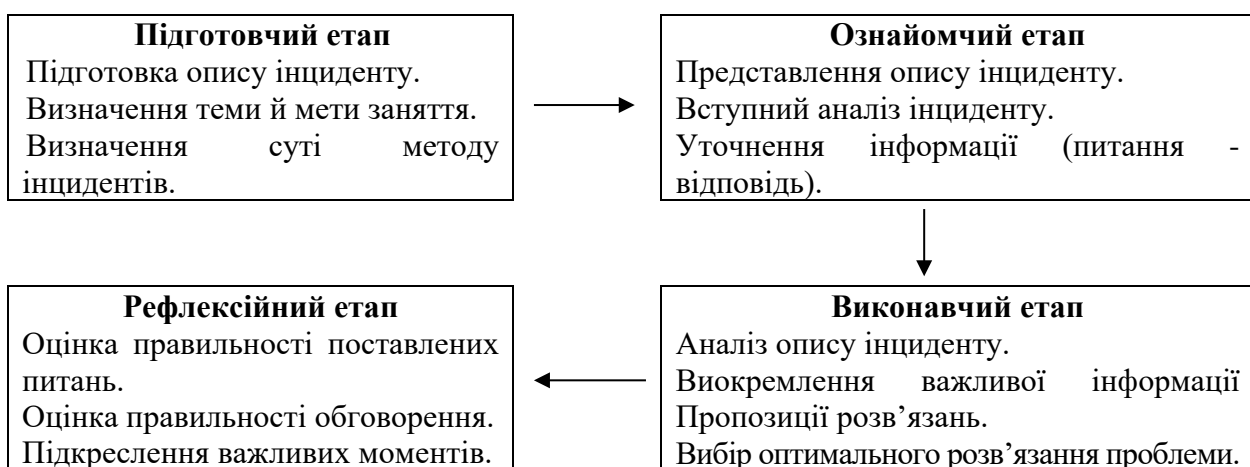 Підготовчий етап
Підготовка опису інциденту.
Визначення теми й мети заняття.
Визначення суті методу
інцидентів.
Ознайомчий етап
Представлення опису інциденту.
Вступний аналіз інциденту.
Уточнення інформації (питання -
відповідь).
Виконавчий етап
Аналіз опису інциденту.
Виокремлення важливої інформації
Пропозиції розв’язань.
Вибір оптимального розв’язання проблеми.
Рефлексійний етап
Оцінка правильності поставлених
питань.
Оцінка правильності обговорення.
Підкреслення важливих моментів.